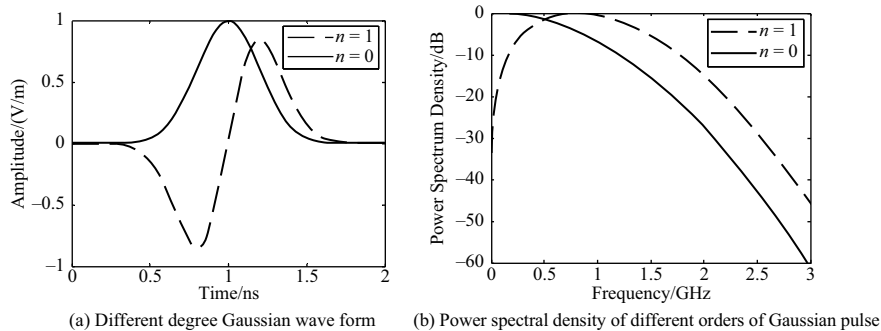 1
0.5
0
−0.5
−1
0
0.5
1
1.5
2
Amplitude/(V/m)
Time/ns
n = 1
n = 0
(a) Different degree Gaussian wave form
0
−10
−20
−30
−40
−50
−60
0
0.5
1
1.5
2
2.5
3
Power Spectrum Density/dB
Frequency/GHz
n = 1
n = 0
(b) Power spectral density of different orders of Gaussian pulse